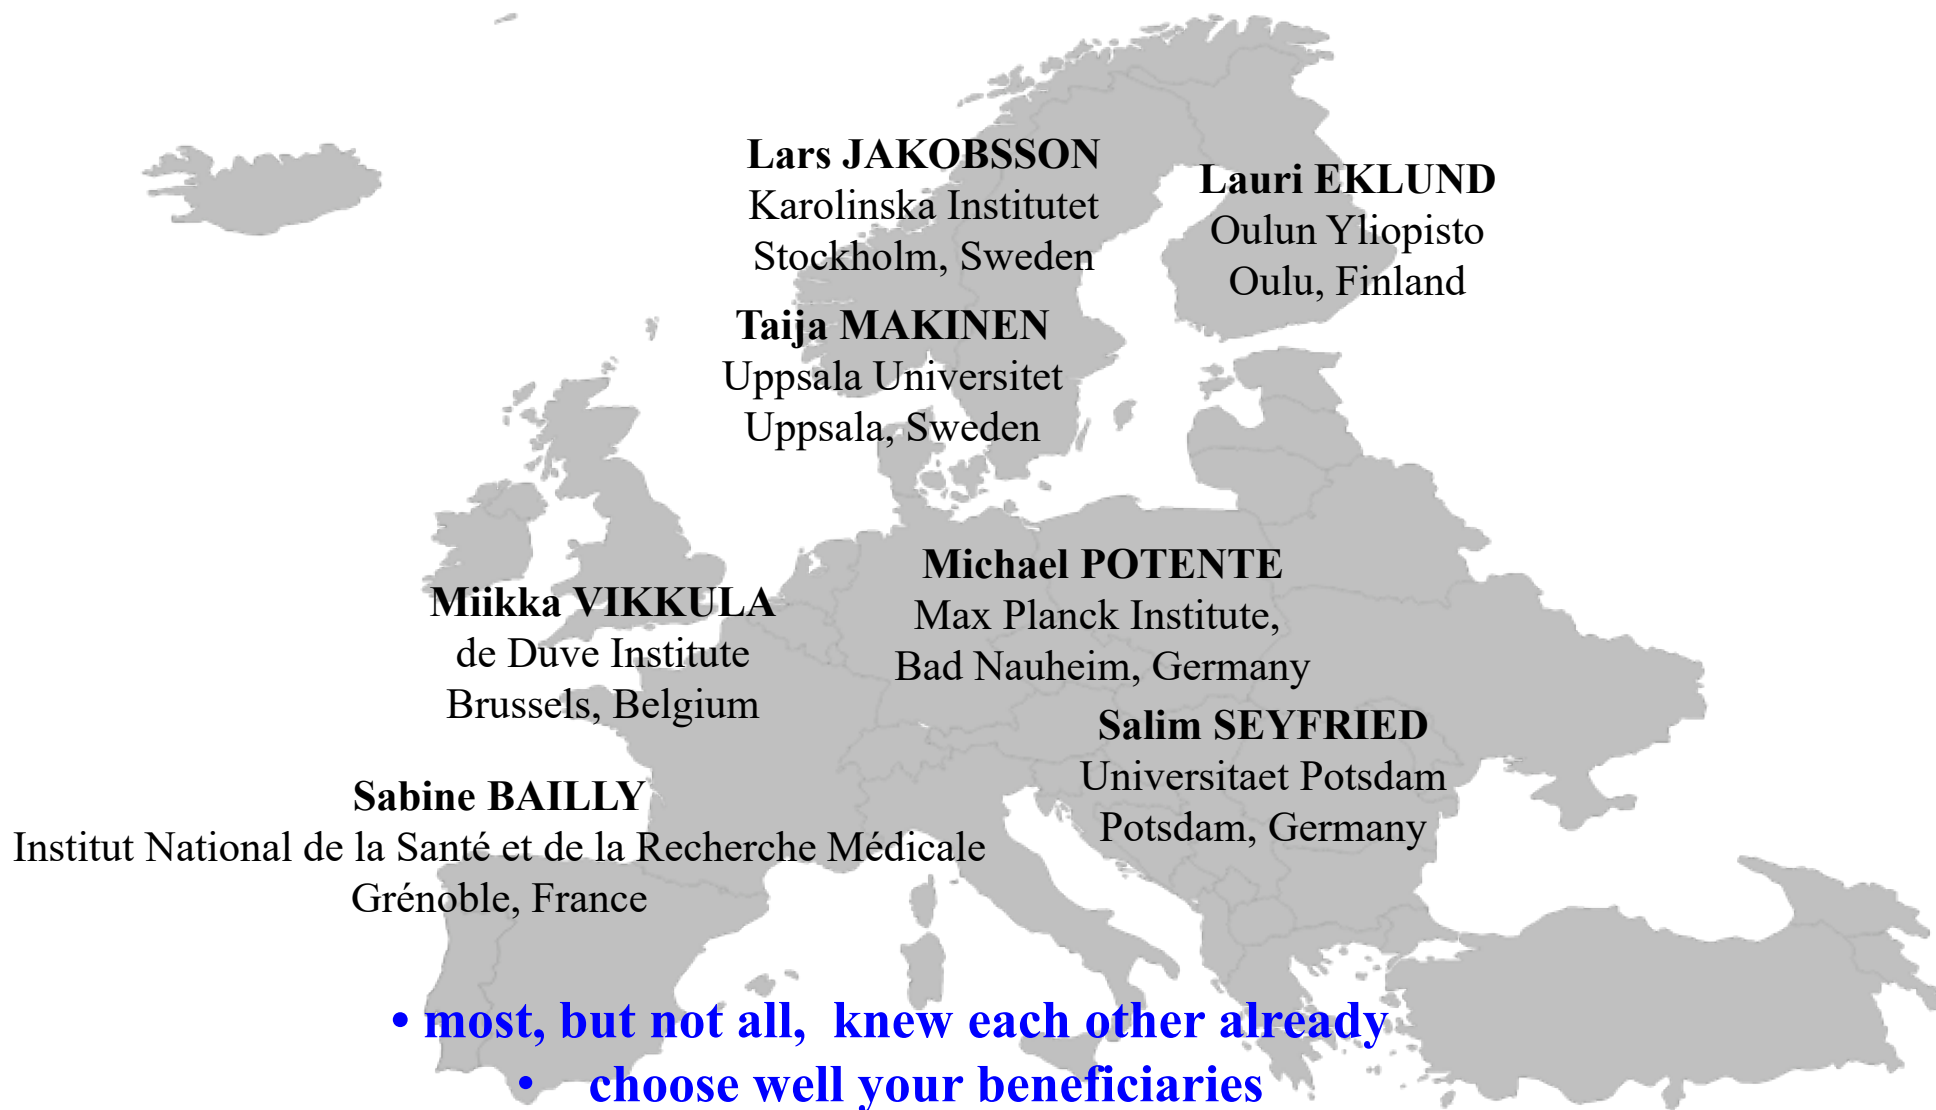 Lars JAKOBSSON
Karolinska Institutet
Stockholm, Sweden
Lauri EKLUND
Oulun Yliopisto
Oulu, Finland
Taija MAKINEN
Uppsala Universitet
Uppsala, Sweden
Michael POTENTE
Max Planck Institute,
Bad Nauheim, Germany
Miikka VIKKULA
de Duve Institute
Brussels, Belgium
Salim SEYFRIED
Universitaet Potsdam
Potsdam, Germany
Sabine BAILLY
Institut National de la Santé et de la Recherche Médicale
Grénoble, France
• most, but not all, knew each other already
• choose well your beneficiaries